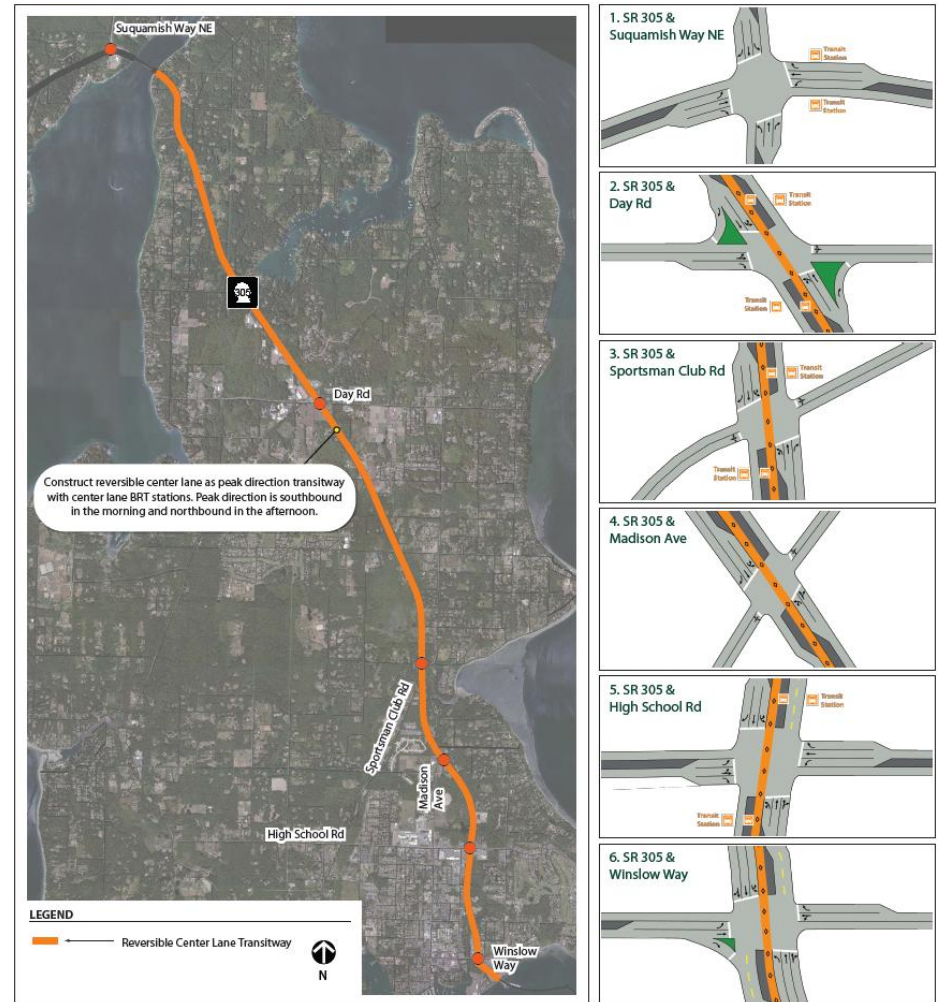 Suquamish Way NE
305
Day Rd
Construct reversible center lane as peak direction transitway
with center lane BRT stations. Peak direction is southbound
in the morning and northbound in the afternoon.
Sportsman Club Rd
Madison
Ave
High School Rd
Winslow
Way
LEGEND
Reversible Center Lane Transitway
N
1. SR 305 &
Suquamish Way NE
Transit
Station
Transit
Station
2. SR 305 &
Day Rd
Transit
Station
Transit
Station
3. SR 305 &
Sportsman Club Rd
Transit
Station
Transit
Station
4. SR 305 &
Madison Ave
5. SR 305 &
High School Rd
Transit
Station
Transit
Station
6. SR 305 &
Winslow Way